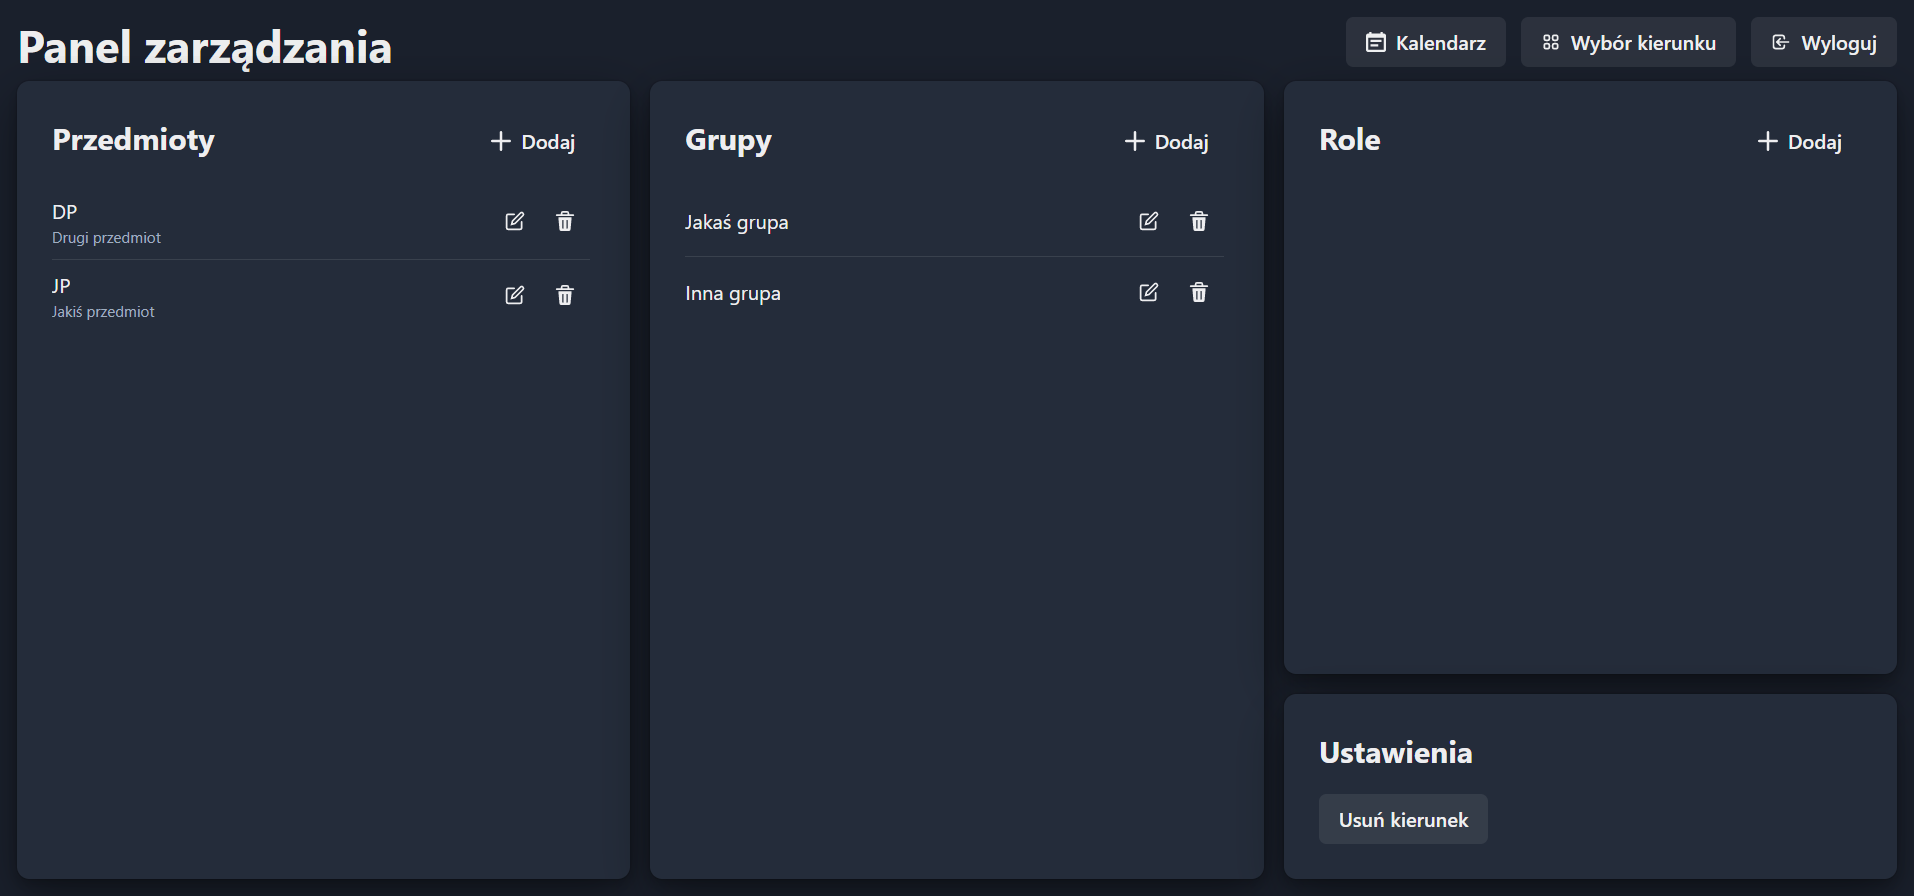 Panel zarządzania
Kalendarz
Wybór kierunku
Wyloguj
Przedmioty
Dodaj
DP
Drugi przedmiot
JP
Jakiś przedmiot
Grupy
Dodaj
Jakaś grupa
Inna grupa
Role
Dodaj
Ustawienia
Usuń kierunek